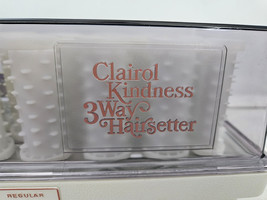 Clairol
Kindness
3 Way
Hairsetter
REGULAR